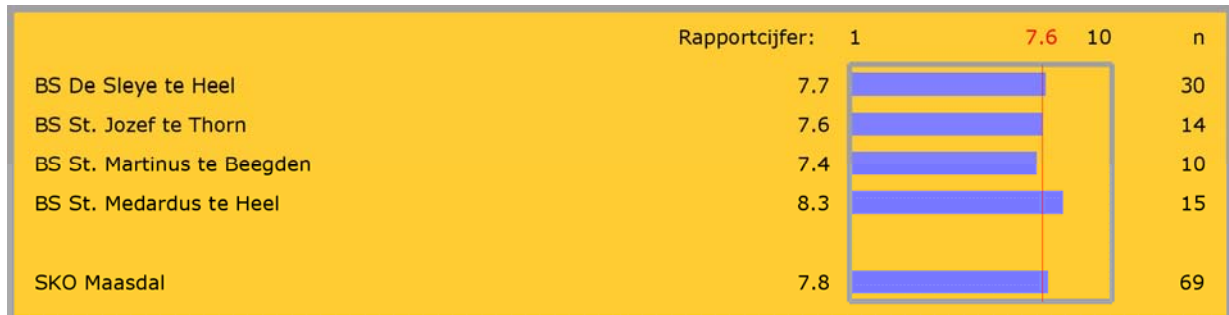 Rapportcijfer: 1 7.6 10 n
BS De Sleye te Heel 7.7 30
BS St. Jozef te Thorn 7.6 14
BS St. Martinus te Beegden 7.4 10
BS St. Medardus te Heel 8.3 15
SKO Maasdal 7.8 69